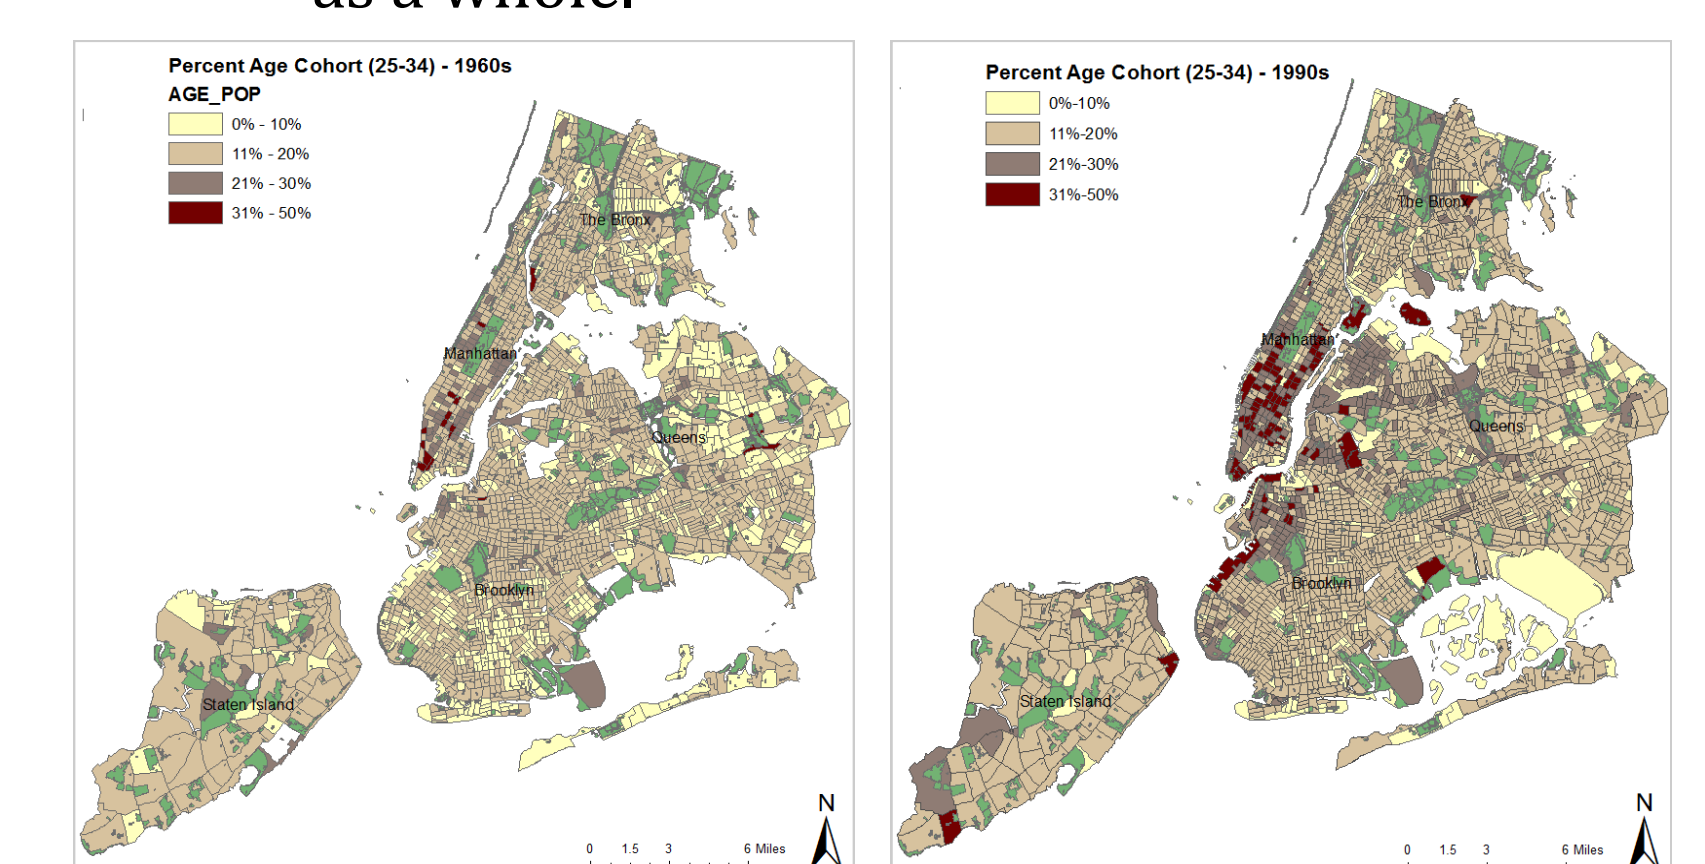 as a whole.
Percent Age Cohort (25-34) - 1960s
AGE_POP
0% - 10%
11% - 20%
21% - 30%
31% - 50%
The Bronx
Manhattan
Queens
Brooklyn
Staten Island
N
0 1.5 3 6 Miles
Percent Age Cohort (25-34) - 1990s
0%-10%
11%-20%
21%-30%
31%-50%
The Bronx
Manhattan
Queens
Brooklyn
Staten Island
N
0 1.5 3 6 Miles